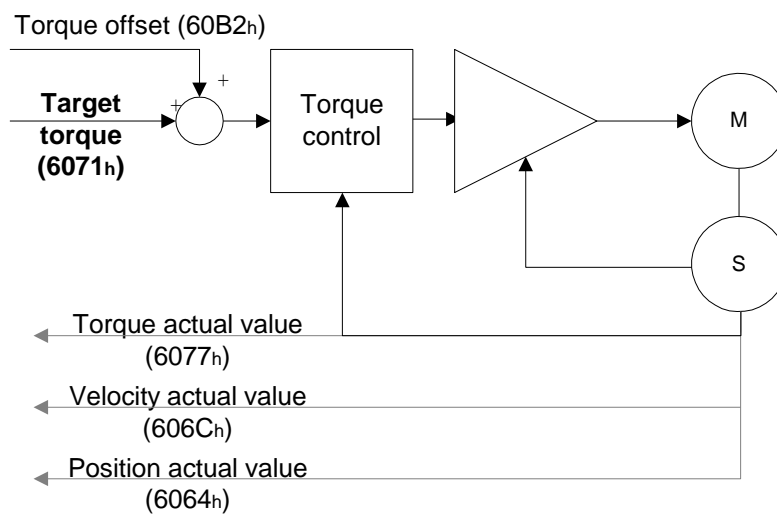 Torque offset (60B2h)
+
+
Target
torque
(6071h)
Torque
control
M
S
Torque actual value
(6077h)
Velocity actual value
(606Ch)
Position actual value
(6064h)